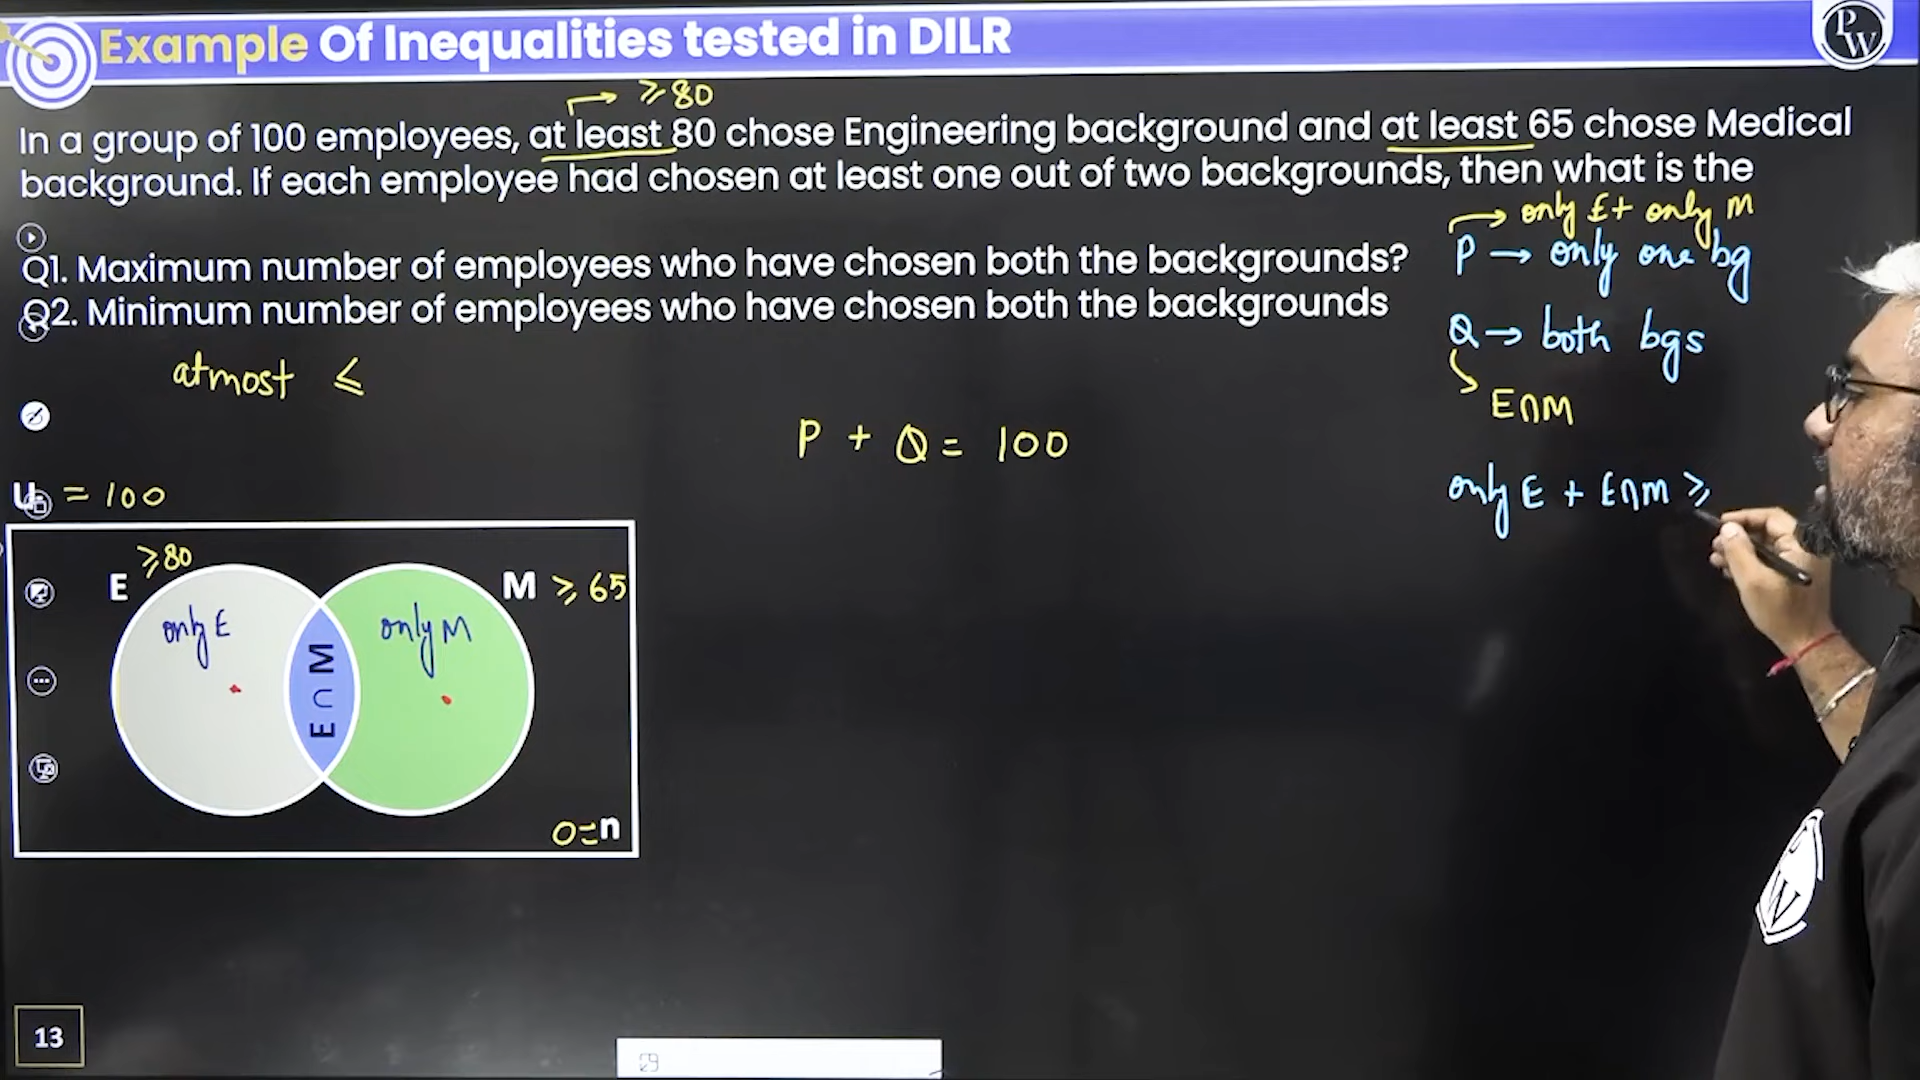 Example Of Inequalities tested in DILR
PW
→ ≥ 80
In a group of 100 employees, at least 80 chose Engineering background and at least 65 chose Medical
background. If each employee had chosen at least one out of two backgrounds, then what is the
→ only E + only M
P → only one bg
Q1. Maximum number of employees who have chosen both the backgrounds?
Q2. Minimum number of employees who have chosen both the backgrounds
Q → both bgs
atmost ≤
E∩M
P + Q = 100
only E + E∩M ≥
U = 100
E ≥80
M ≥ 65
only E
only M
E ∩ M
0=n
13